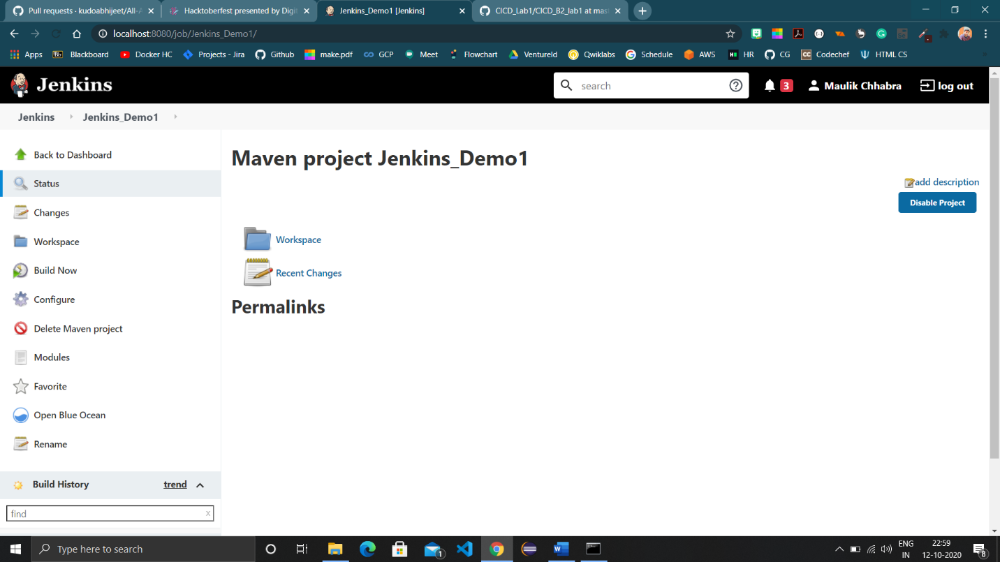 Pull requests · kudoabhijeet/All-A
Hacktoberfest presented by Digit
Jenkins_Demo1 [Jenkins]
CICD_Lab1/CICD_B2_lab1 at mast
localhost:8080/job/Jenkins_Demo1/
Apps Blackboard Docker HC Projects - Jira Github make.pdf GCP Meet Flowchart Ventureld Qwiklabs Schedule AWS HR CG Codechef HTML CS
Jenkins search 3 Maulik Chhabra log out
Jenkins Jenkins_Demo1
Back to Dashboard
Status
Changes
Workspace
Build Now
Configure
Delete Maven project
Modules
Favorite
Open Blue Ocean
Rename
Build History trend
find x
Maven project Jenkins_Demo1
add description
Disable Project
Workspace
Recent Changes
Permalinks
Type here to search
1
ENG
IN
22:59
12-10-2020
8